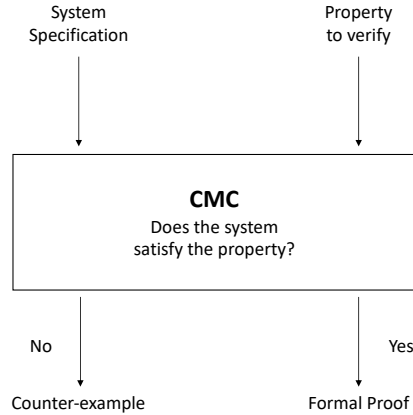 System
Specification
Property
to verify
CMC
Does the system
satisfy the property?
No
Yes
Counter-example
Formal Proof